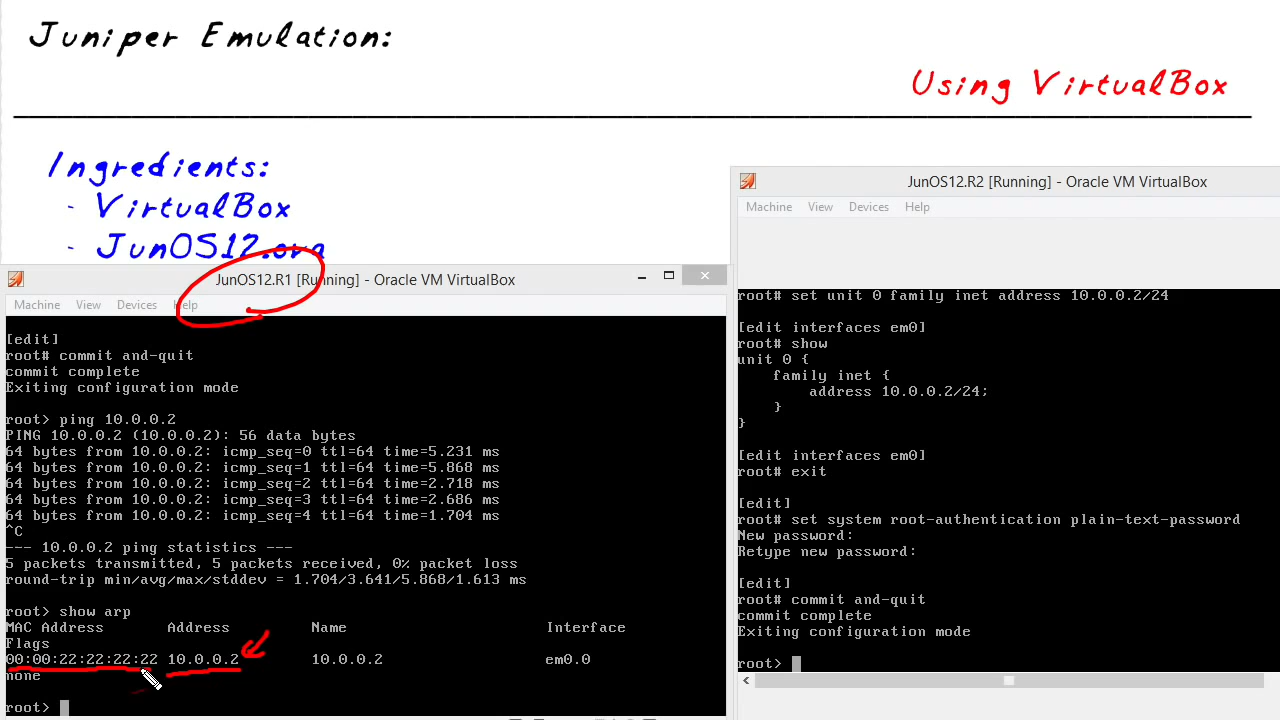 Juniper Emulation:
Using VirtualBox
Ingredients:
- VirtualBox
- JunOS12.ova
JunOS12.R1 [Running] - Oracle VM VirtualBox
Machine View Devices Help
[edit]
root# commit and-quit
commit complete
Exiting configuration mode
root> ping 10.0.0.2
PING 10.0.0.2 (10.0.0.2): 56 data bytes
64 bytes from 10.0.0.2: icmp_seq=0 ttl=64 time=5.231 ms
64 bytes from 10.0.0.2: icmp_seq=1 ttl=64 time=5.868 ms
64 bytes from 10.0.0.2: icmp_seq=2 ttl=64 time=2.718 ms
64 bytes from 10.0.0.2: icmp_seq=3 ttl=64 time=2.686 ms
64 bytes from 10.0.0.2: icmp_seq=4 ttl=64 time=1.704 ms
^C
--- 10.0.0.2 ping statistics ---
5 packets transmitted, 5 packets received, 0% packet loss
round-trip min/avg/max/stddev = 1.704/3.641/5.868/1.613 ms
root> show arp
MAC Address Address Name Interface
Flags
00:00:22:22:22:22 10.0.0.2 10.0.0.2 em0.0
none
root>
JunOS12.R2 [Running] - Oracle VM VirtualBox
Machine View Devices Help
root# set unit 0 family inet address 10.0.0.2/24
[edit interfaces em0]
root# show
unit 0 {
family inet {
address 10.0.0.2/24;
}
}
[edit interfaces em0]
root# exit
[edit]
root# set system root-authentication plain-text-password
New password:
Retype new password:
[edit]
root# commit and-quit
commit complete
Exiting configuration mode
root>